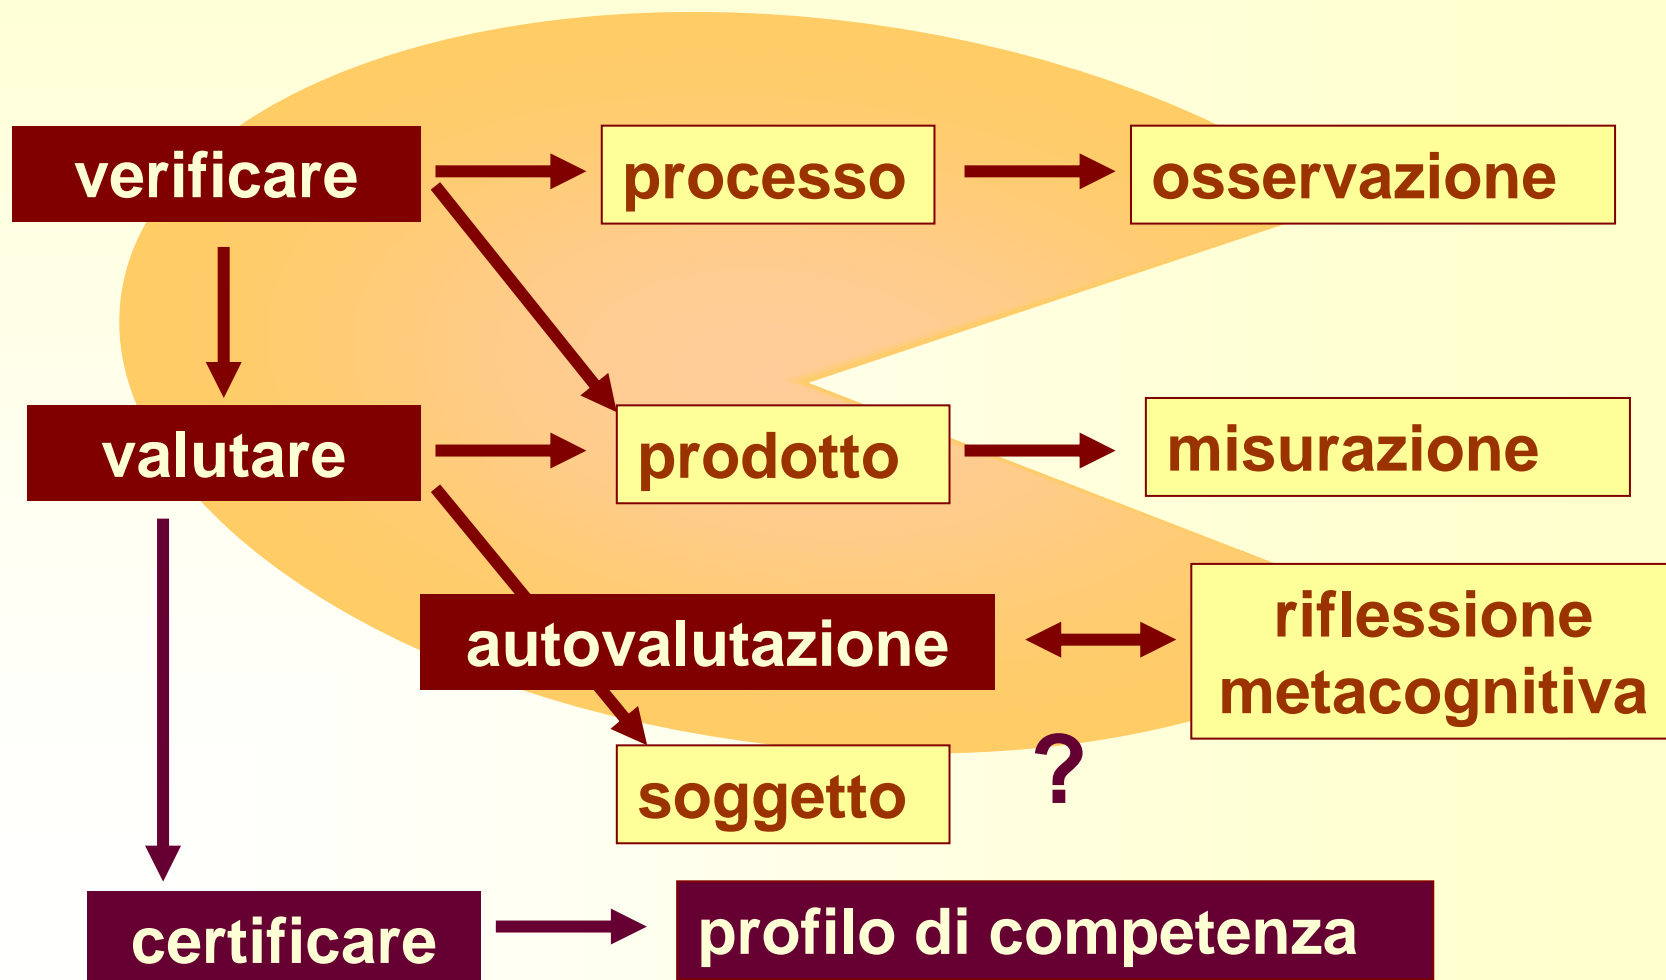 verificare
processo
osservazione
valutare
prodotto
misurazione
autovalutazione
riflessione
metacognitiva
soggetto
?
certificare
profilo di competenza